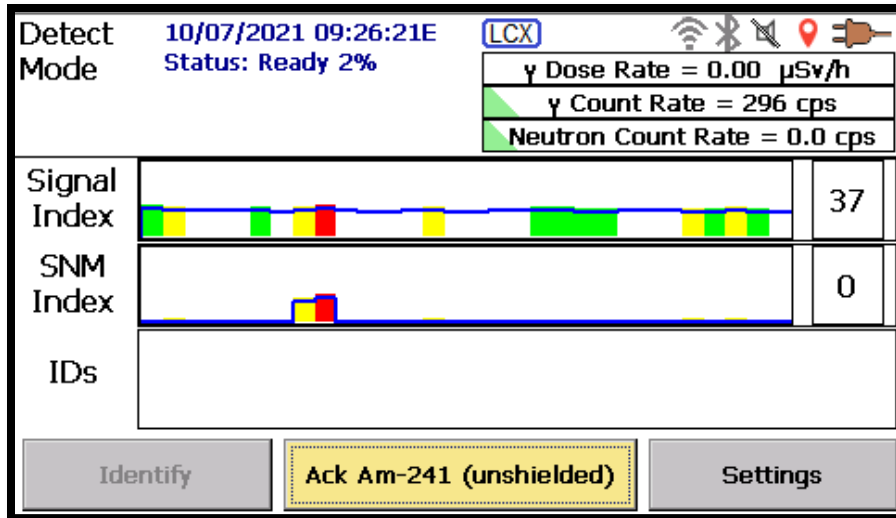 Detect Mode
10/07/2021 09:26:21E
Status: Ready 2%
LCX
γ Dose Rate = 0.00 µSv/h
γ Count Rate = 296 cps
Neutron Count Rate = 0.0 cps
Signal Index
37
SNM Index
0
IDs
Identify
Ack Am-241 (unshielded)
Settings